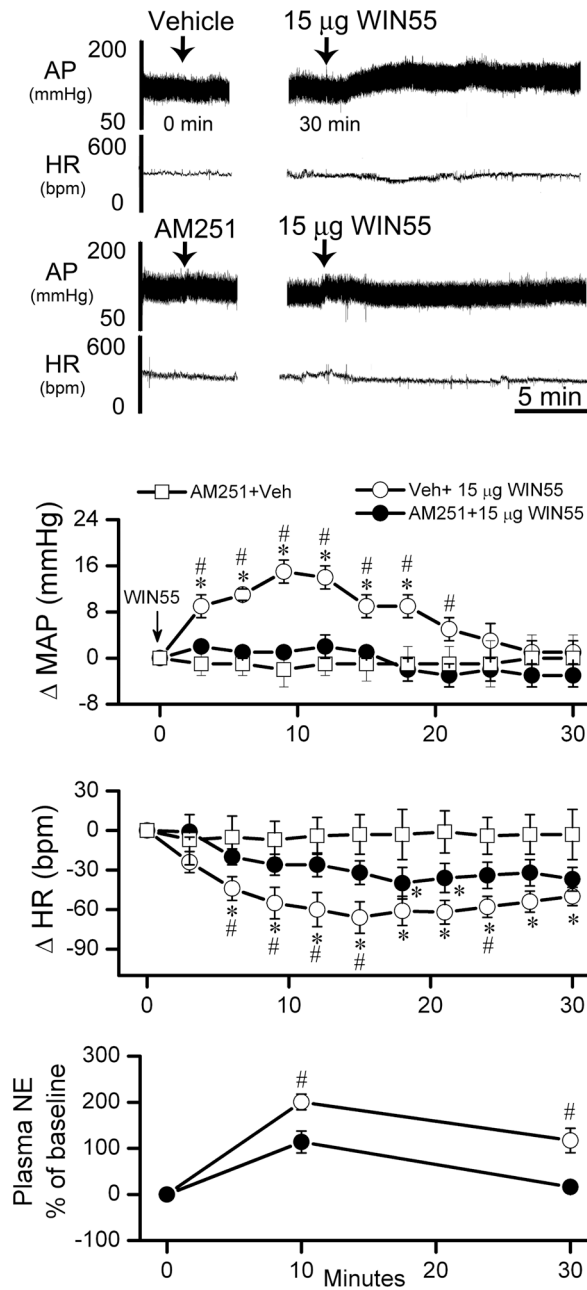 Vehicle 15 µg WIN55
200
AP
(mmHg)
50
0 min 30 min
600
HR
(bpm)
0
AM251 15 µg WIN55
200
AP
(mmHg)
50
600
HR
(bpm)
0
5 min
AM251+Veh Veh+ 15 µg WIN55
AM251+15 µg WIN55
24
16
8
0
-8
Δ MAP (mmHg)
WIN55
# # # # # # #
* * * * * *
0 10 20 30
30
0
-30
-60
-90
Δ HR (bpm)
* *
* * * * * * * * *
# # # # #
0 10 20 30
300
200
100
0
-100
Plasma NE
% of baseline
# #
0 10 20 30
Minutes